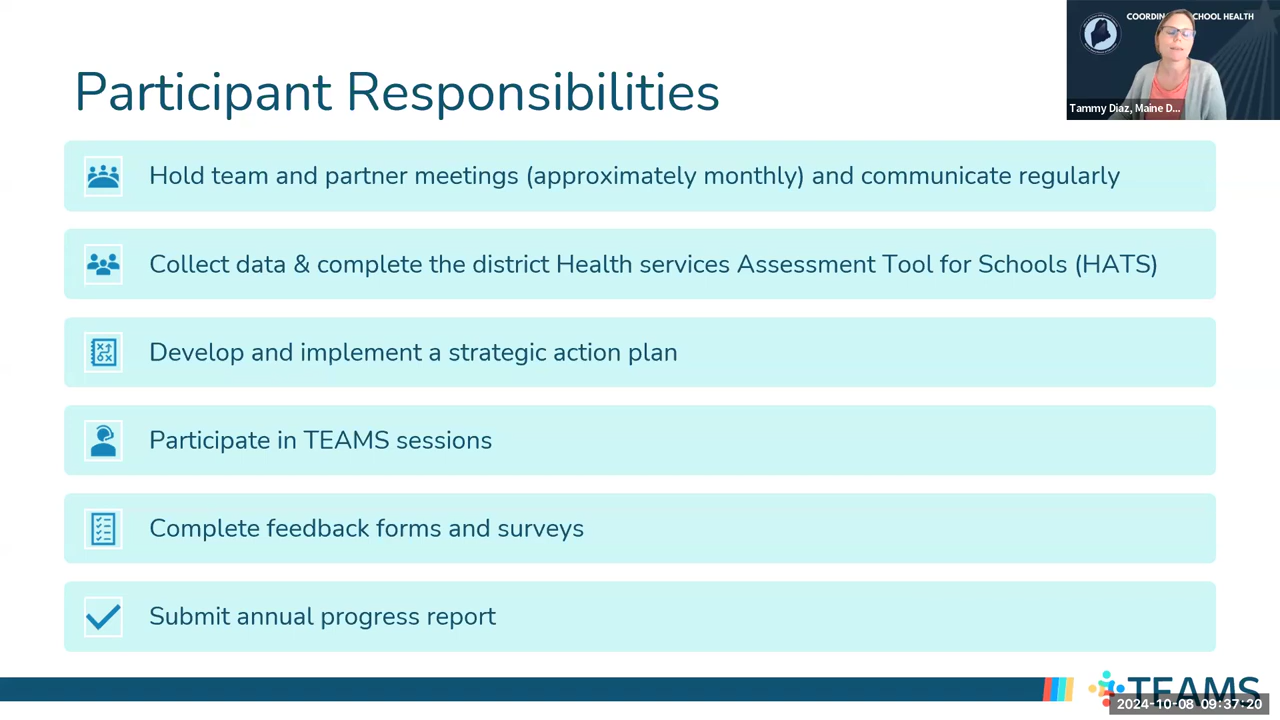 COORDIN
CHOOL HEALTH
Tammy Diaz, Maine D...
Participant Responsibilities
Hold team and partner meetings (approximately monthly) and communicate regularly
Collect data & complete the district Health services Assessment Tool for Schools (HATS)
Develop and implement a strategic action plan
Participate in TEAMS sessions
Complete feedback forms and surveys
Submit annual progress report
TEAMS
2024-10-08 09:37:20